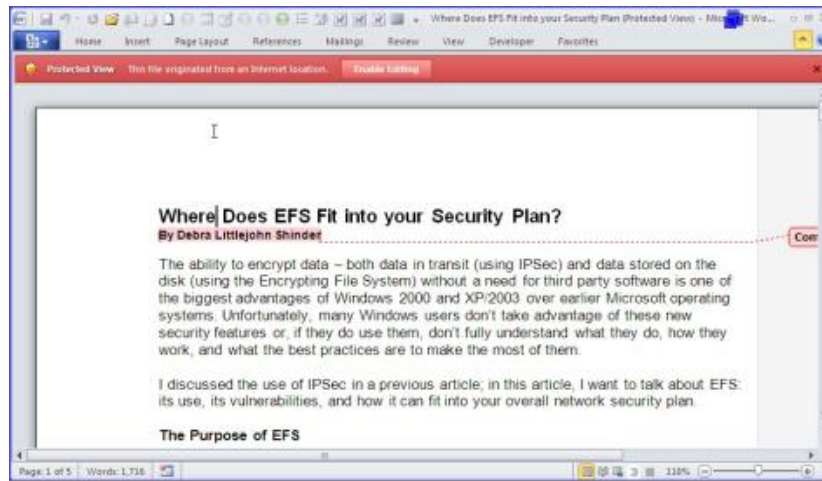 Where Does EFS Fit into your Security Plan (Protected View) - Mic t Wo...
Home Insert Page Layout References Mailings Review View Developer Favorites
Protected View This file originated from an Internet location. Enable Editing
Where Does EFS Fit into your Security Plan?
By Debra Littlejohn Shinder
Com
The ability to encrypt data – both data in transit (using IPSec) and data stored on the
disk (using the Encrypting File System) without a need for third party software is one of
the biggest advantages of Windows 2000 and XP/2003 over earlier Microsoft operating
systems. Unfortunately, many Windows users don't take advantage of these new
security features or, if they do use them, don't fully understand what they do, how they
work, and what the best practices are to make the most of them.
I discussed the use of IPSec in a previous article; in this article, I want to talk about EFS:
its use, its vulnerabilities, and how it can fit into your overall network security plan.
The Purpose of EFS
Page: 1 of 5 Words: 1,716 110%